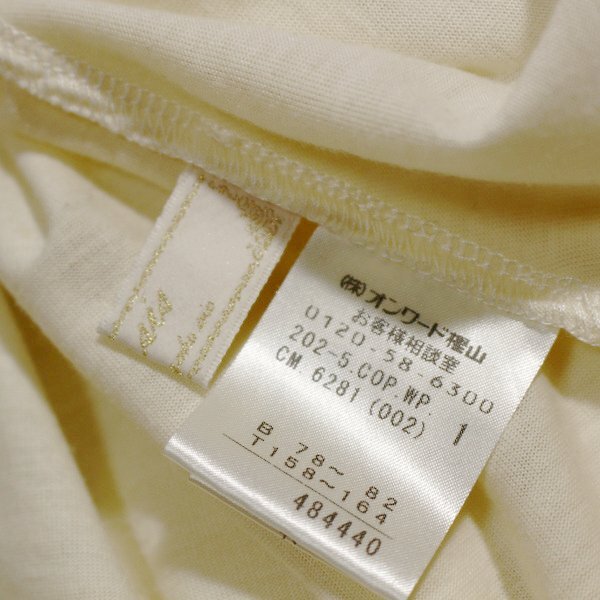 (株)オンワード樫山
お客様相談室
0120-58-6300
202-5.COP.WP.
CM 6281(002) 1
B 78～ 82
T158～164
484440